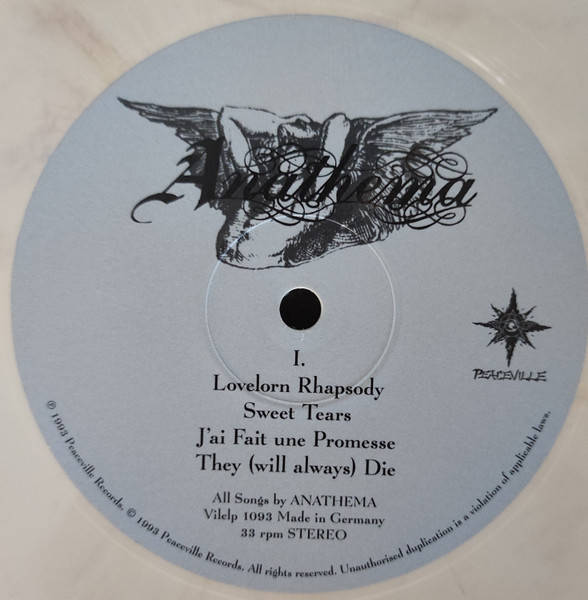 Anathema
PEACEVILLE
I.
Lovelorn Rhapsody
Sweet Tears
J'ai Fait une Promesse
They (will always) Die
All Songs by ANATHEMA
Vilelp 1093 Made in Germany
33 rpm STEREO
℗ 1993 Peaceville Records. © 1993 Peaceville Records. All rights reserved. Unauthorised duplication is a violation of applicable laws.